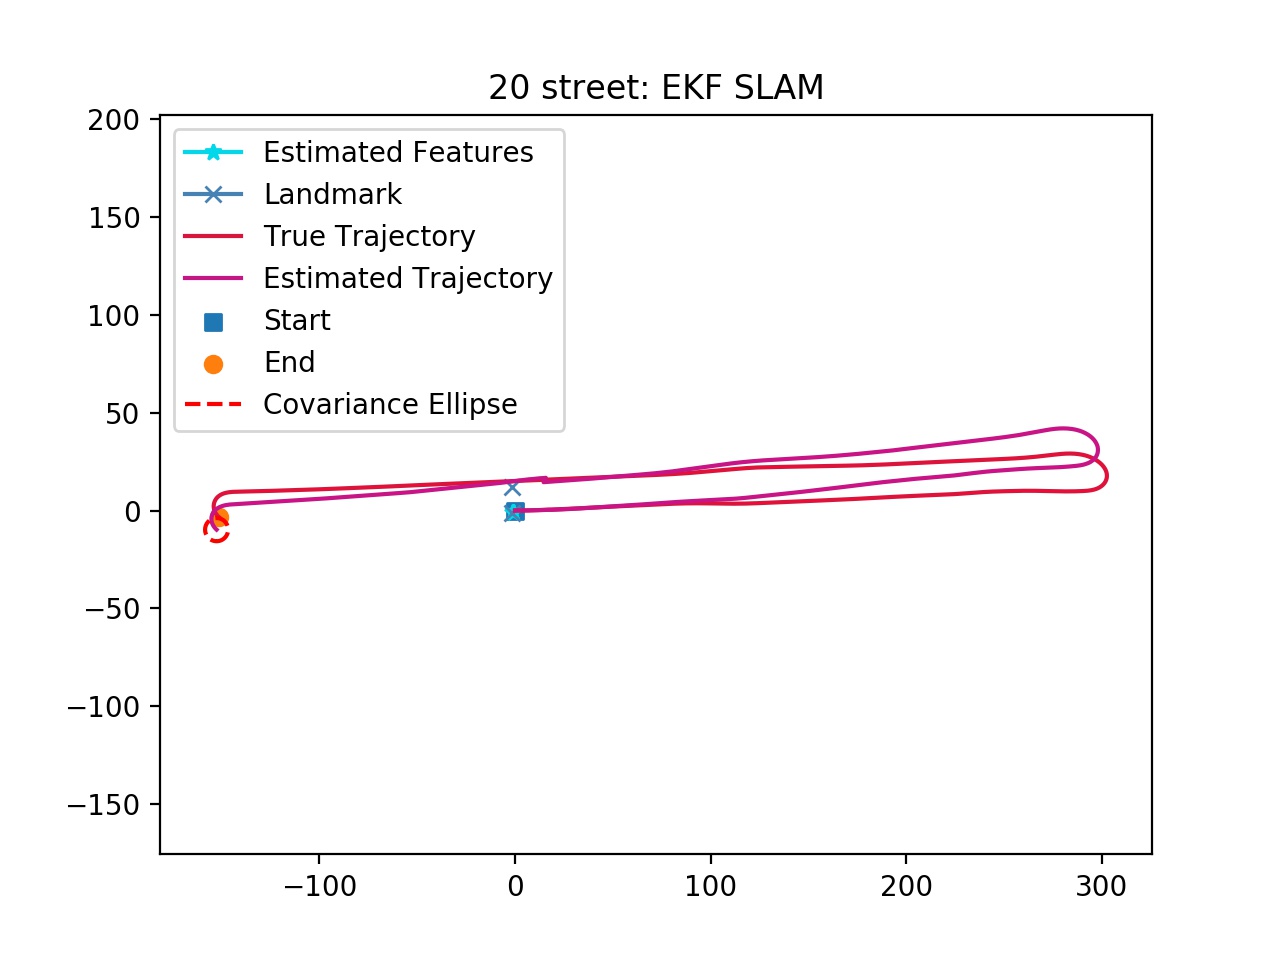 20 street: EKF SLAM
Estimated Features
Landmark
True Trajectory
Estimated Trajectory
Start
End
Covariance Ellipse
200
150
100
50
0
−50
−100
−150
−100
0
100
200
300